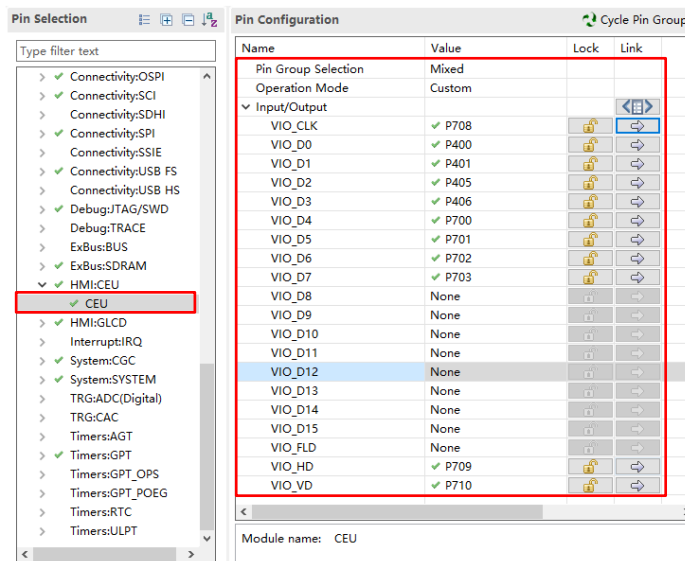 Pin Selection
Type filter text
Connectivity:OSPI
Connectivity:SCI
Connectivity:SDHI
Connectivity:SPI
Connectivity:SSIE
Connectivity:USB FS
Connectivity:USB HS
Debug:JTAG/SWD
Debug:TRACE
ExBus:BUS
ExBus:SDRAM
HMI:CEU
CEU
HMI:GLCD
Interrupt:IRQ
System:CGC
System:SYSTEM
TRG:ADC(Digital)
TRG:CAC
Timers:AGT
Timers:GPT
Timers:GPT_OPS
Timers:GPT_POEG
Timers:RTC
Timers:ULPT
Pin Configuration
Cycle Pin Group
Name Value Lock Link
Pin Group Selection Mixed
Operation Mode Custom
Input/Output
VIO_CLK P708
VIO_D0 P400
VIO_D1 P401
VIO_D2 P405
VIO_D3 P406
VIO_D4 P700
VIO_D5 P701
VIO_D6 P702
VIO_D7 P703
VIO_D8 None
VIO_D9 None
VIO_D10 None
VIO_D11 None
VIO_D12 None
VIO_D13 None
VIO_D14 None
VIO_D15 None
VIO_FLD None
VIO_HD P709
VIO_VD P710
Module name: CEU